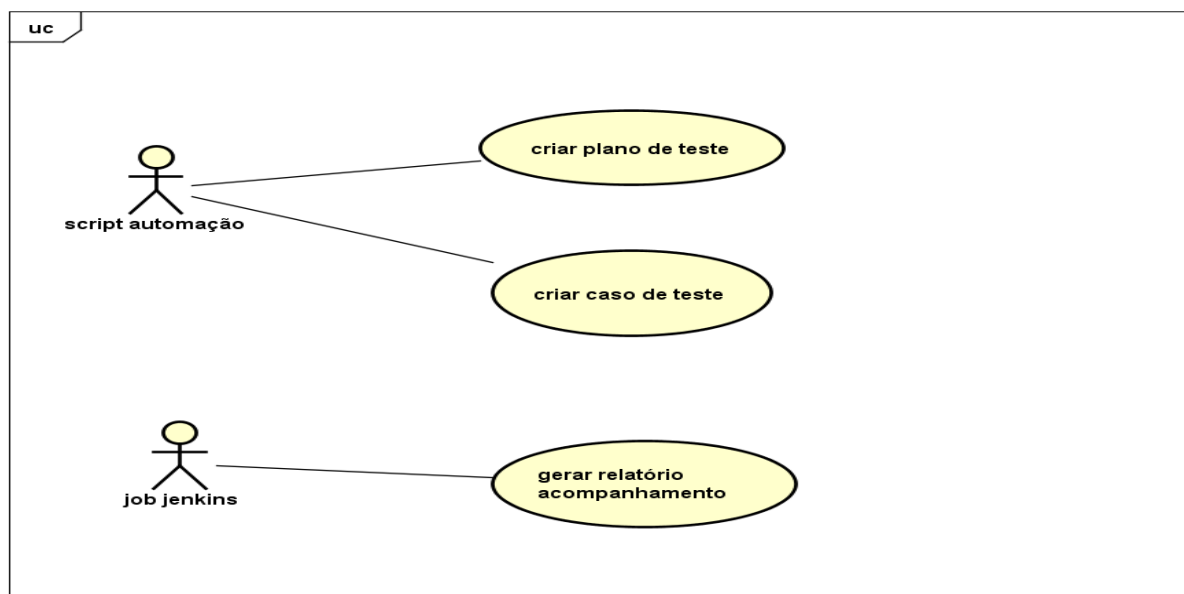 uc
criar plano de teste
script automação
criar caso de teste
job jenkins
gerar relatório
acompanhamento